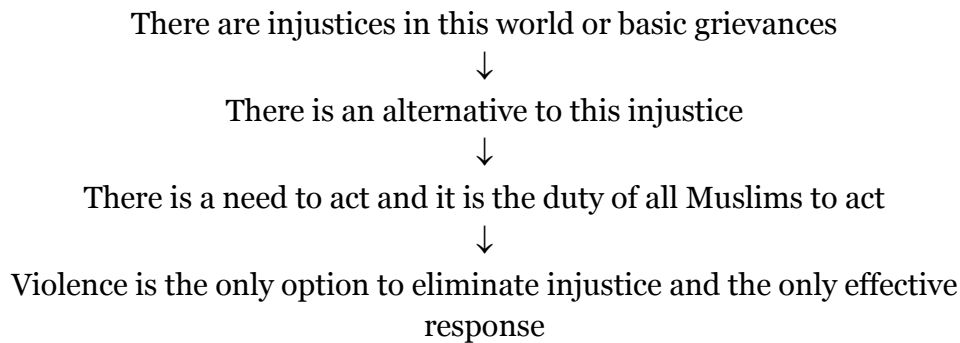 There are injustices in this world or basic grievances
↓
There is an alternative to this injustice
↓
There is a need to act and it is the duty of all Muslims to act
↓
Violence is the only option to eliminate injustice and the only effective
response